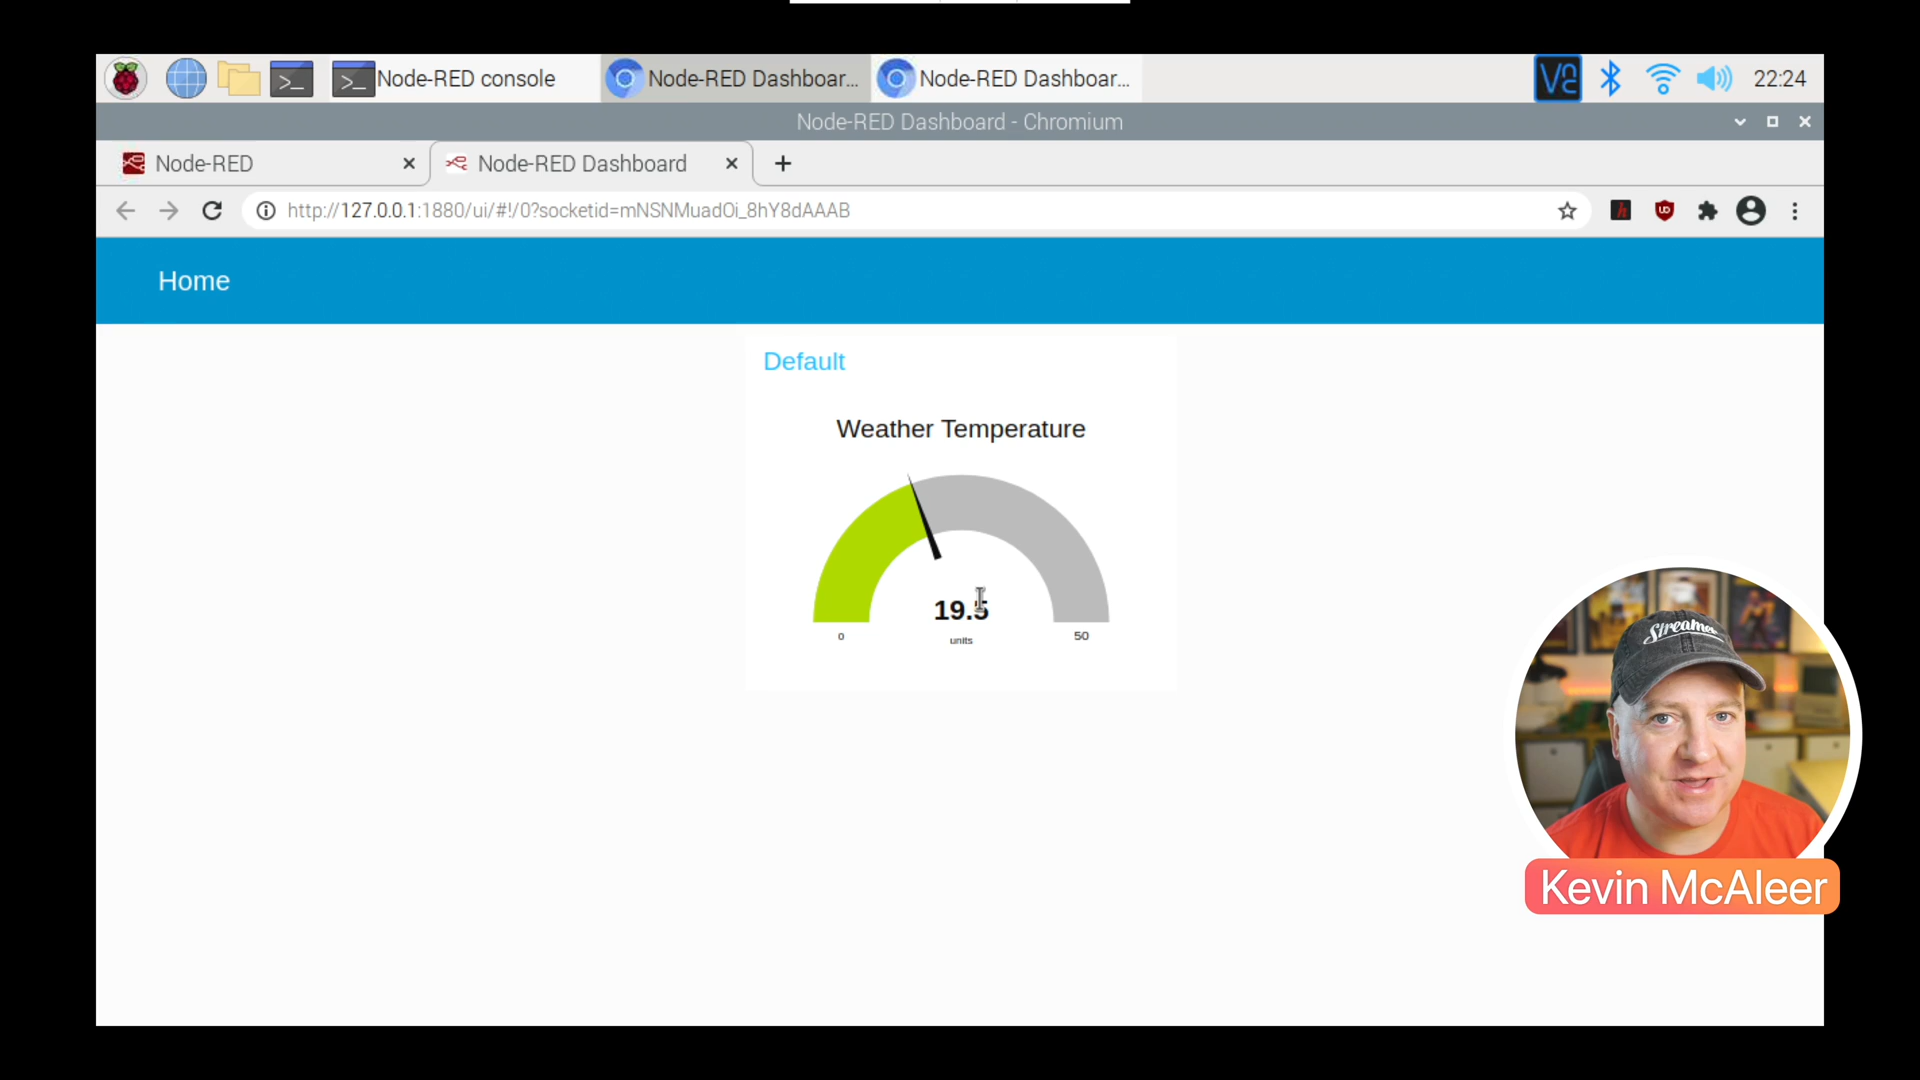 Node-RED console
Node-RED Dashboar...
Node-RED Dashboar...
22:24
Node-RED Dashboard - Chromium
Node-RED
Node-RED Dashboard
http://127.0.0.1:1880/ui/#!/0?socketid=mNSNMuadOi_8hY8dAAAB
Home
Default
Weather Temperature
19.5
0
units
50
Streamer
Kevin McAleer